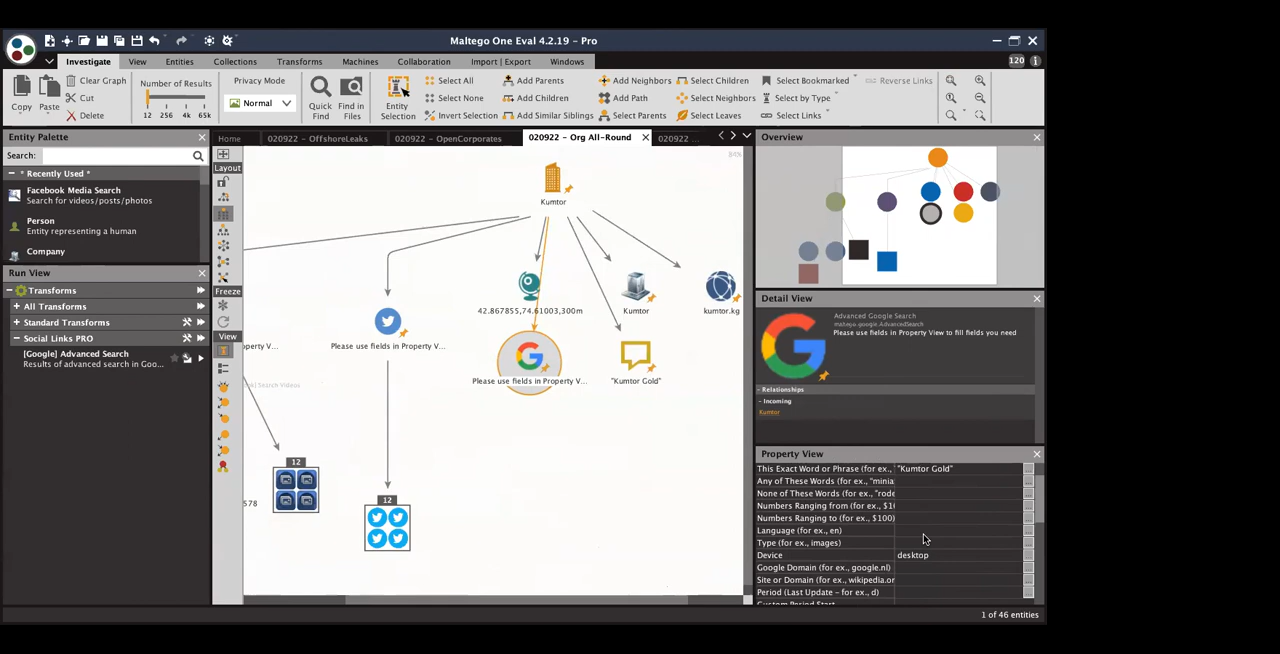 Maltego One Eval 4.2.19 - Pro
Investigate View Entities Collections Transforms Machines Collaboration Import | Export Windows 120
Copy
Paste
Clear Graph
Cut
Delete
Number of Results
12 256 4k 65k
Privacy Mode
Normal
Quick
Find
Find in
Files
Entity
Selection
Select All
Select None
Invert Selection
Add Parents
Add Children
Add Similar Siblings
Add Neighbors
Add Path
Select Parents
Select Children
Select Neighbors
Select Leaves
Select Bookmarked
Select by Type
Select Links
Reverse Links
Entity Palette
Search:
* Recently Used *
Facebook Media Search
Search for videos/posts/photos
Person
Entity representing a human
Company
Run View
Transforms
+ All Transforms
+ Standard Transforms
Social Links PRO
[Google] Advanced Search
Results of advanced search in Goo...
Home 020922 - OffshoreLeaks 020922 - OpenCorporates 020922 - Org All-Round 020922 ...
Layout
Freeze
View
84%
Kumtor
42.867855,74.61003,300m
Kumtor
kumtor.kg
operty V...
Please use fields in Property V...
Please use fields in Property V...
"Kumtor Gold"
Search Videos
12
578
12
Overview
Detail View
Advanced Google Search
maltego.google.AdvancedSearch
Please use fields in Property View to fill fields you need
- Relationships
- Incoming
Kumtor
Property View
This Exact Word or Phrase (for ex., "Kumtor Gold"
Any of These Words (for ex., "minia
None of These Words (for ex., "rode
Numbers Ranging from (for ex., $10
Numbers Ranging to (for ex., $100)
Language (for ex., en)
Type (for ex., images)
Device desktop
Google Domain (for ex., google.nl)
Site or Domain (for ex., wikipedia.or
Period (Last Update - for ex., d)
Custom Period Start
1 of 46 entities